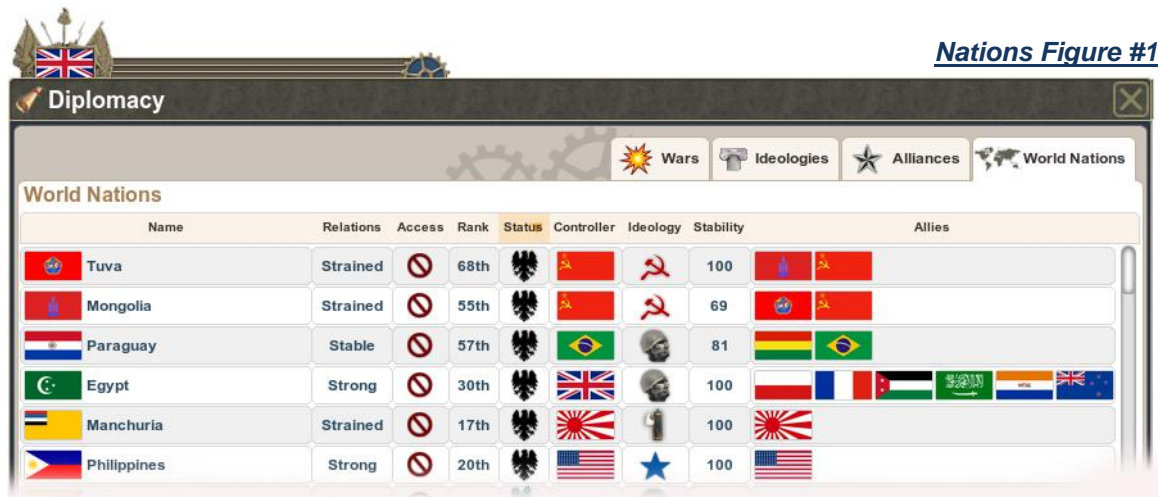 Nations Figure #1
Diplomacy
Wars Ideologies Alliances World Nations
World Nations
Name Relations Access Rank Status Controller Ideology Stability Allies
Tuva Strained 68th 100
Mongolia Strained 55th 69
Paraguay Stable 57th 81
Egypt Strong 30th 100
Manchuria Strained 17th 100
Philippines Strong 20th 100